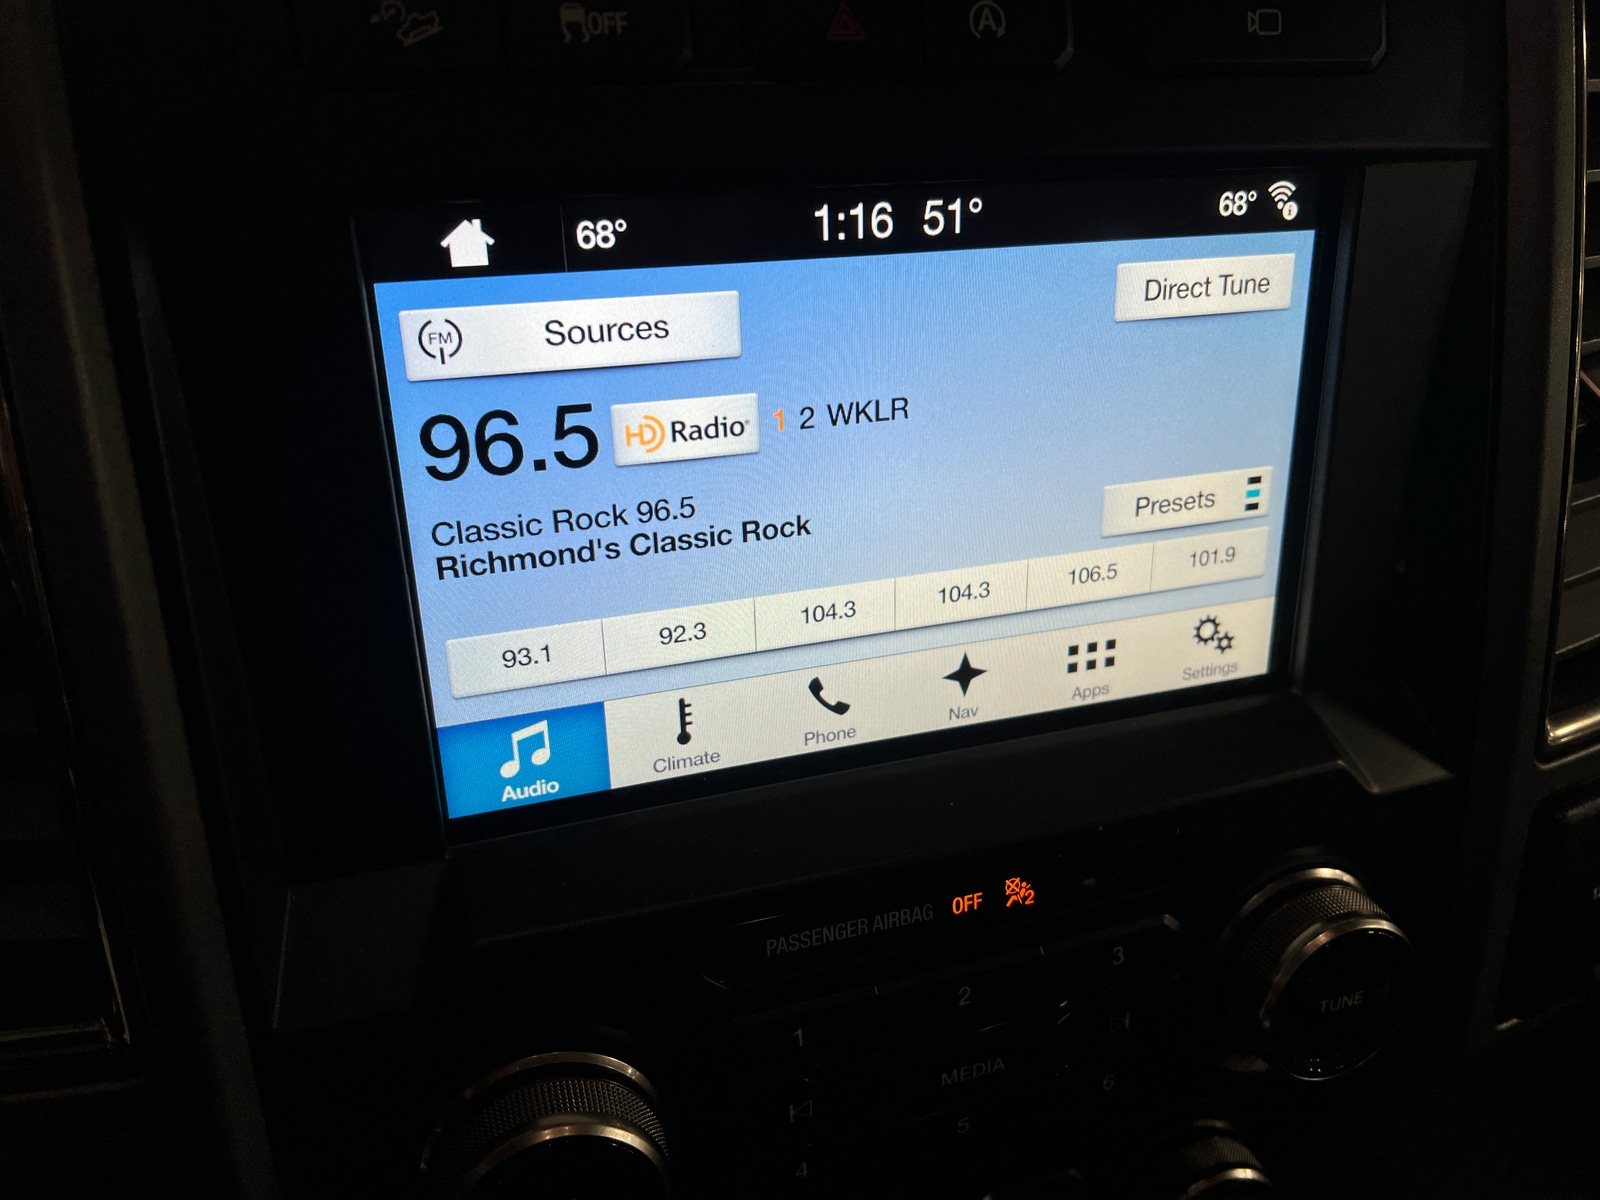 OFF
A
68° 1:16 51° 68°
FM Sources Direct Tune
96.5 HD Radio 1 2 WKLR
Classic Rock 96.5
Richmond's Classic Rock
Presets
93.1 92.3 104.3 104.3 106.5 101.9
Audio Climate Phone Nav Apps Settings
PASSENGER AIRBAG OFF 2
1 2 3
MEDIA
TUNE
4 5 6